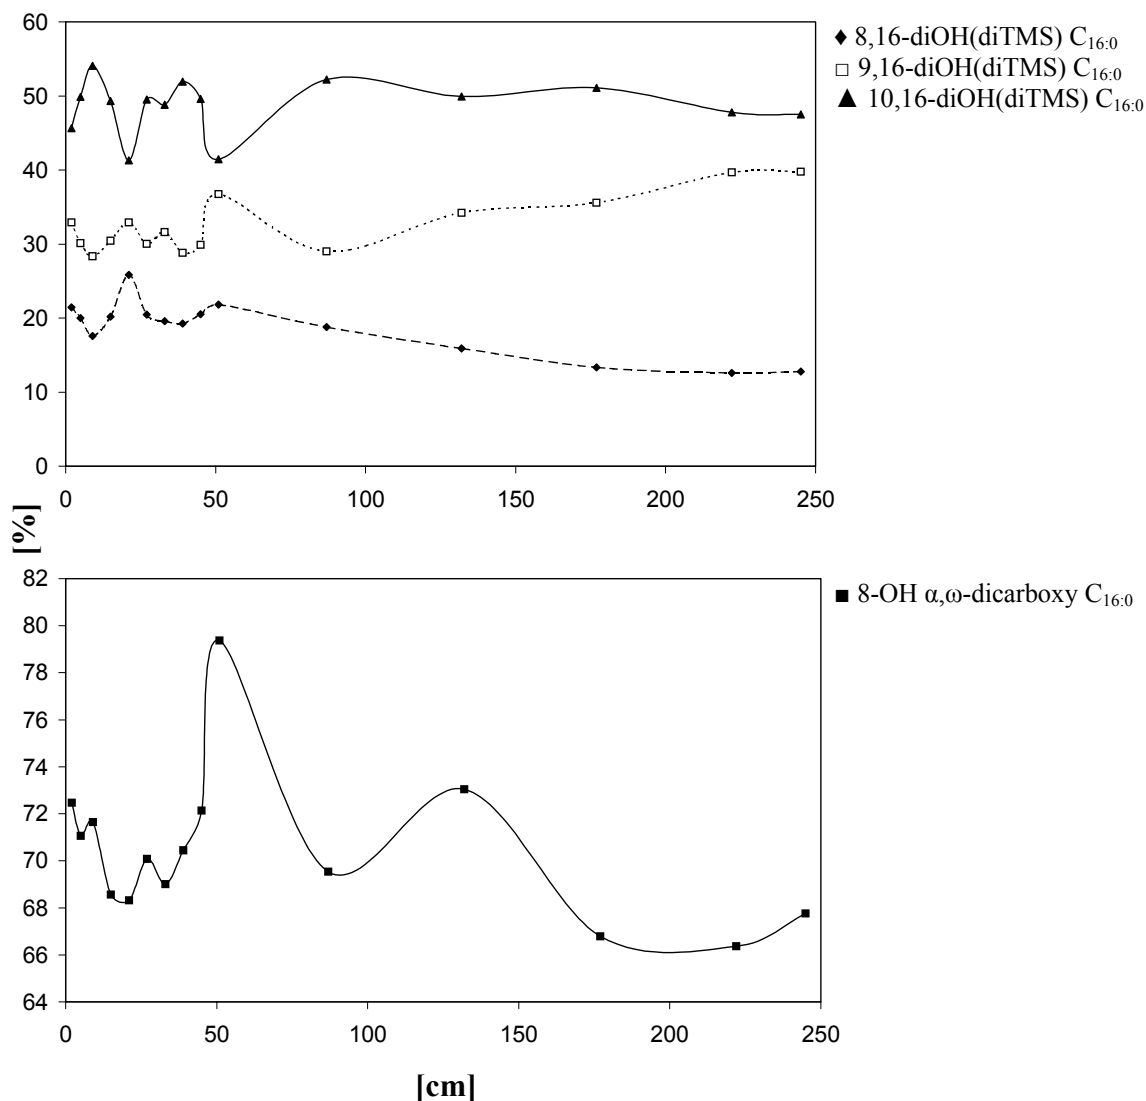 60
50
40
30
20
10
0
0 50 100 150 200 250
♦ 8,16-diOH(diTMS) C16:0
□ 9,16-diOH(diTMS) C16:0
▲ 10,16-diOH(diTMS) C16:0
[%]
82
80
78
76
74
72
70
68
66
64
0 50 100 150 200 250
■ 8-OH α,ω-dicarboxy C16:0
[cm]